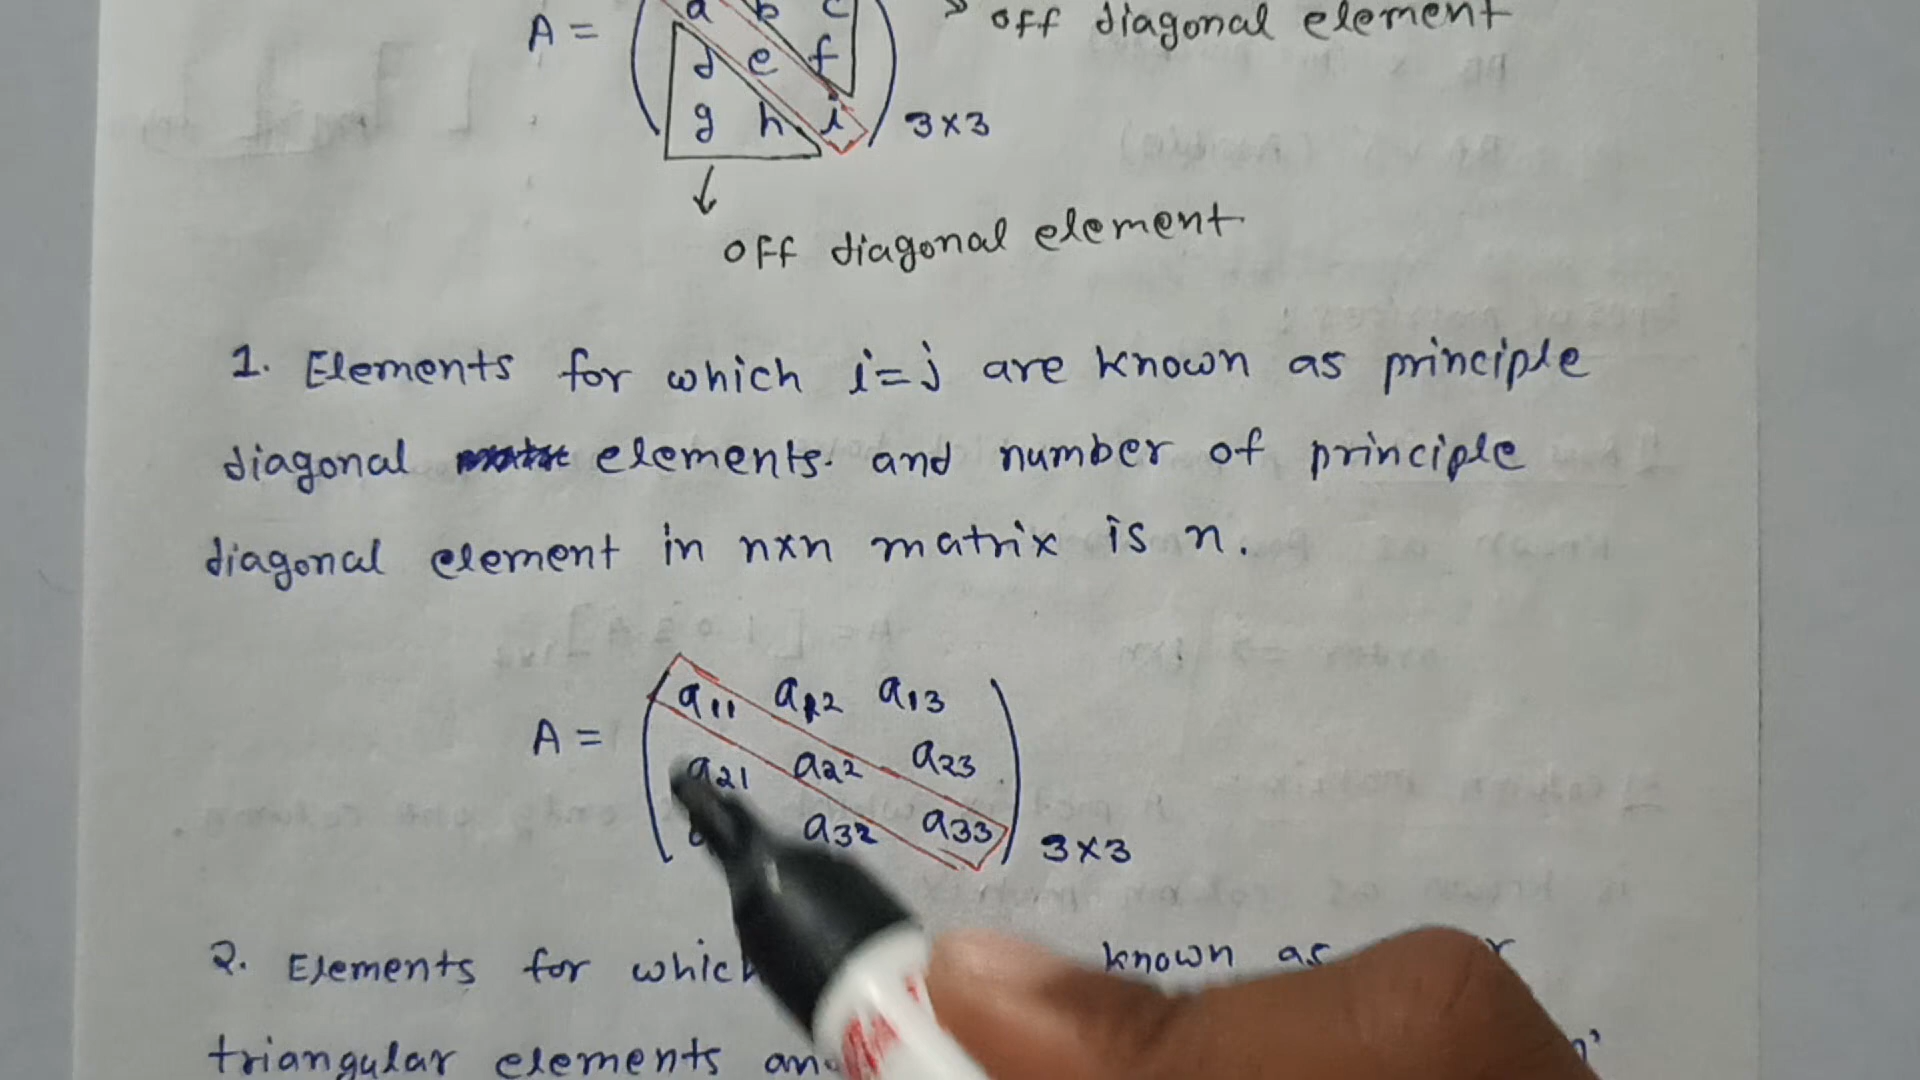 A = a b c > off diagonal element
d e f
g h i 3×3
↓
off diagonal element
1. Elements for which i=j are known as principle
diagonal elements. and number of principle
diagonal element in n×n matrix is n.
a11 a12 a13
A = a21 a22 a23
a32 a33 3×3
2. Elements for which known as
triangular elements